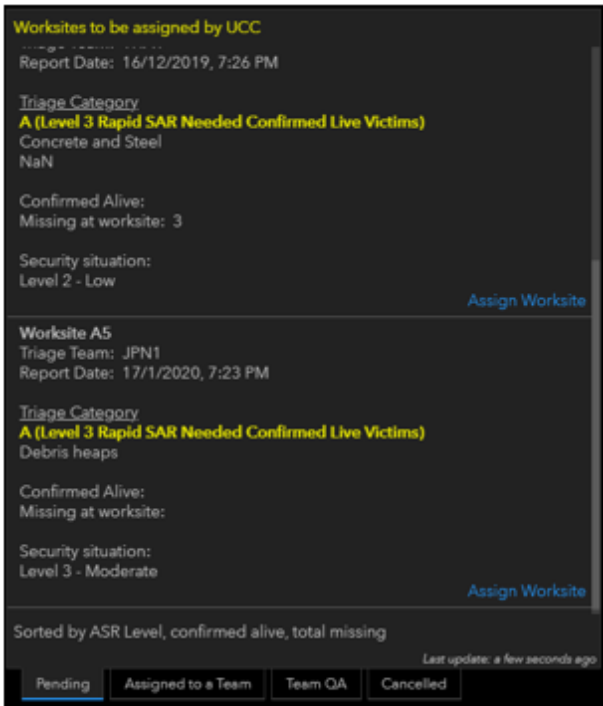 Worksites to be assigned by UCC
Report Date: 16/12/2019, 7:26 PM
Triage Category
A (Level 3 Rapid SAR Needed Confirmed Live Victims)
Concrete and Steel
NaN
Confirmed Alive:
Missing at worksite: 3
Security situation:
Level 2 - Low
Assign Worksite
Worksite A5
Triage Team: JPN1
Report Date: 17/1/2020, 7:23 PM
Triage Category
A (Level 3 Rapid SAR Needed Confirmed Live Victims)
Debris heaps
Confirmed Alive:
Missing at worksite:
Security situation:
Level 3 - Moderate
Assign Worksite
Sorted by ASR Level, confirmed alive, total missing
Last update: a few seconds ago
Pending Assigned to a Team Team QA Cancelled